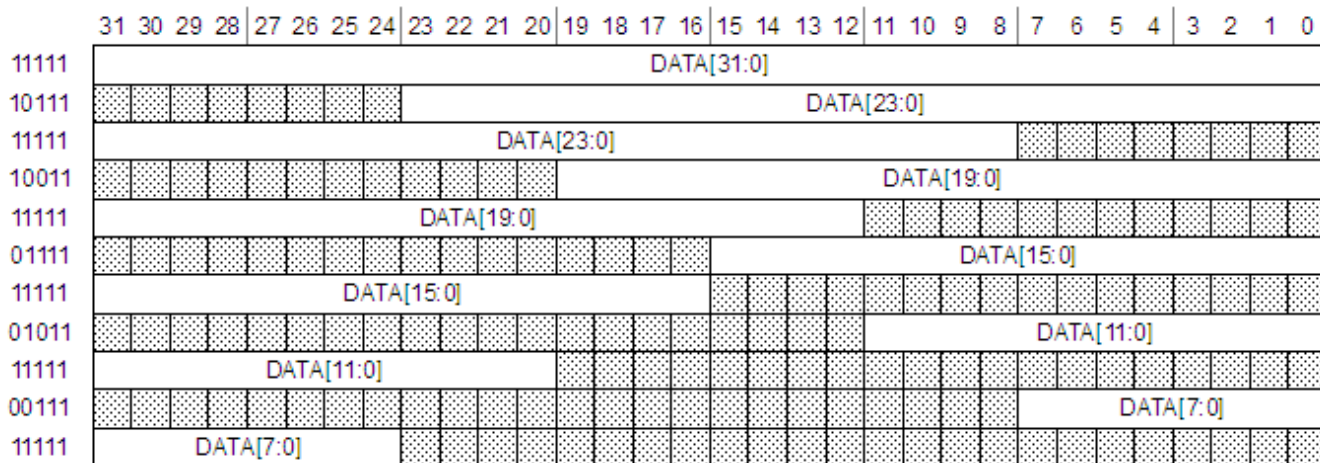 31 30 29 28 27 26 25 24 23 22 21 20 19 18 17 16 15 14 13 12 11 10 9 8 7 6 5 4 3 2 1 0
11111 DATA[31:0]
10111 DATA[23:0]
11111 DATA[23:0]
10011 DATA[19:0]
11111 DATA[19:0]
01111 DATA[15:0]
11111 DATA[15:0]
01011 DATA[11:0]
11111 DATA[11:0]
00111 DATA[7:0]
11111 DATA[7:0]